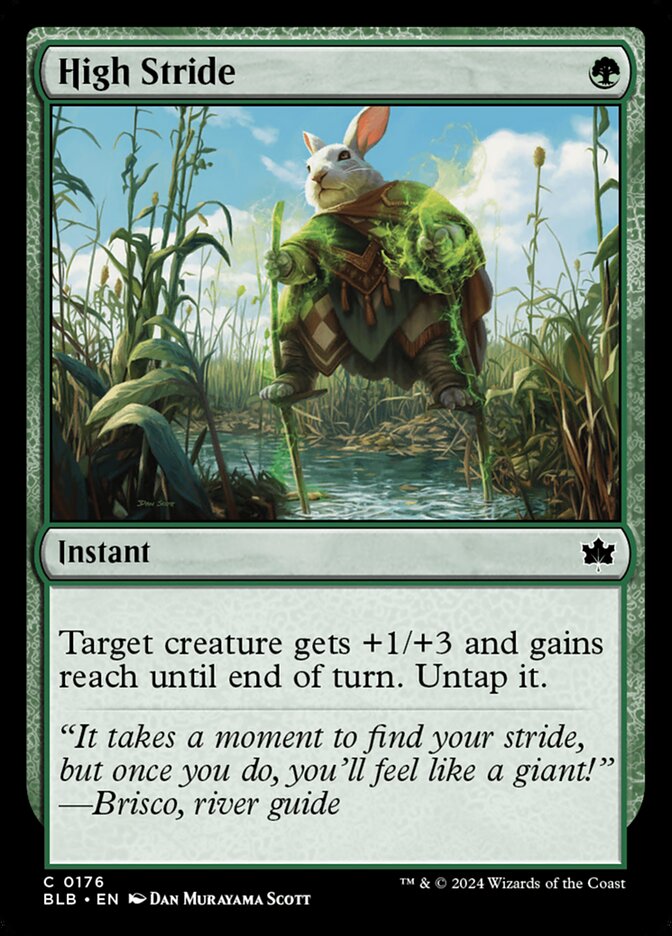 High Stride
Dan Scott
Instant
Target creature gets +1/+3 and gains
reach until end of turn. Untap it.
“It takes a moment to find your stride,
but once you do, you’ll feel like a giant!”
—Brisco, river guide
C 0176
BLB • EN Dan Murayama Scott
™ & © 2024 Wizards of the Coast